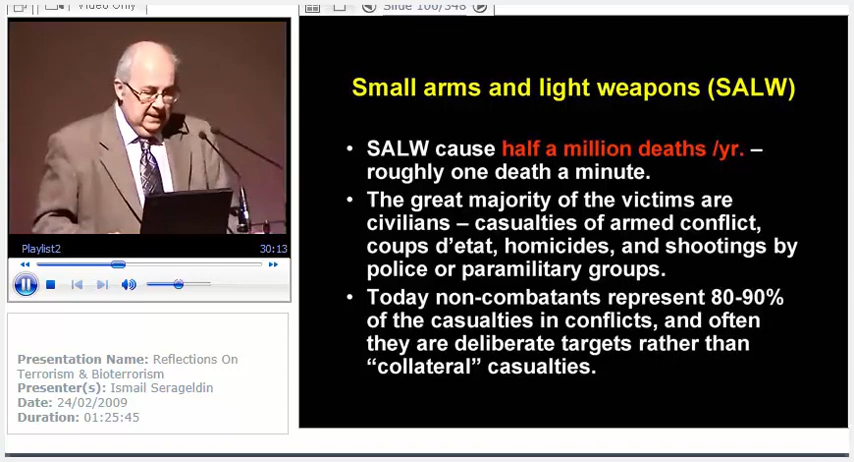 Video Only
Slide 106/348
Playlist2
30:13
Presentation Name: Reflections On
Terrorism & Bioterrorism
Presenter(s): Ismail Serageldin
Date: 24/02/2009
Duration: 01:25:45
Small arms and light weapons (SALW)
• SALW cause half a million deaths /yr. –
roughly one death a minute.
• The great majority of the victims are
civilians – casualties of armed conflict,
coups d’etat, homicides, and shootings by
police or paramilitary groups.
• Today non-combatants represent 80-90%
of the casualties in conflicts, and often
they are deliberate targets rather than
“collateral” casualties.